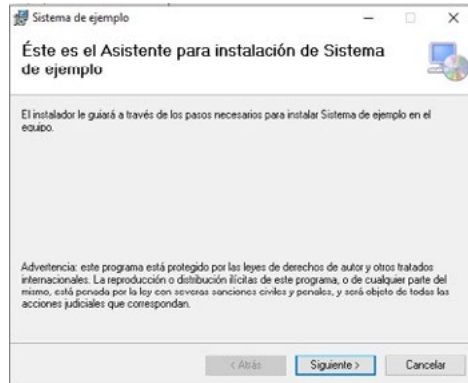 Sistema de ejemplo
Éste es el Asistente para instalación de Sistema
de ejemplo
El instalador le guiará a través de los pasos necesarios para instalar Sistema de ejemplo en el
equipo.
Advertencia: este programa está protegido por las leyes de derechos de autor y otros tratados
internacionales. La reproducción o distribución ilícitas de este programa, o de cualquier parte del
mismo, está penada por la ley con severas sanciones civiles y penales, y será objeto de todas las
acciones judiciales que correspondan.
< Atrás
Siguiente >
Cancelar